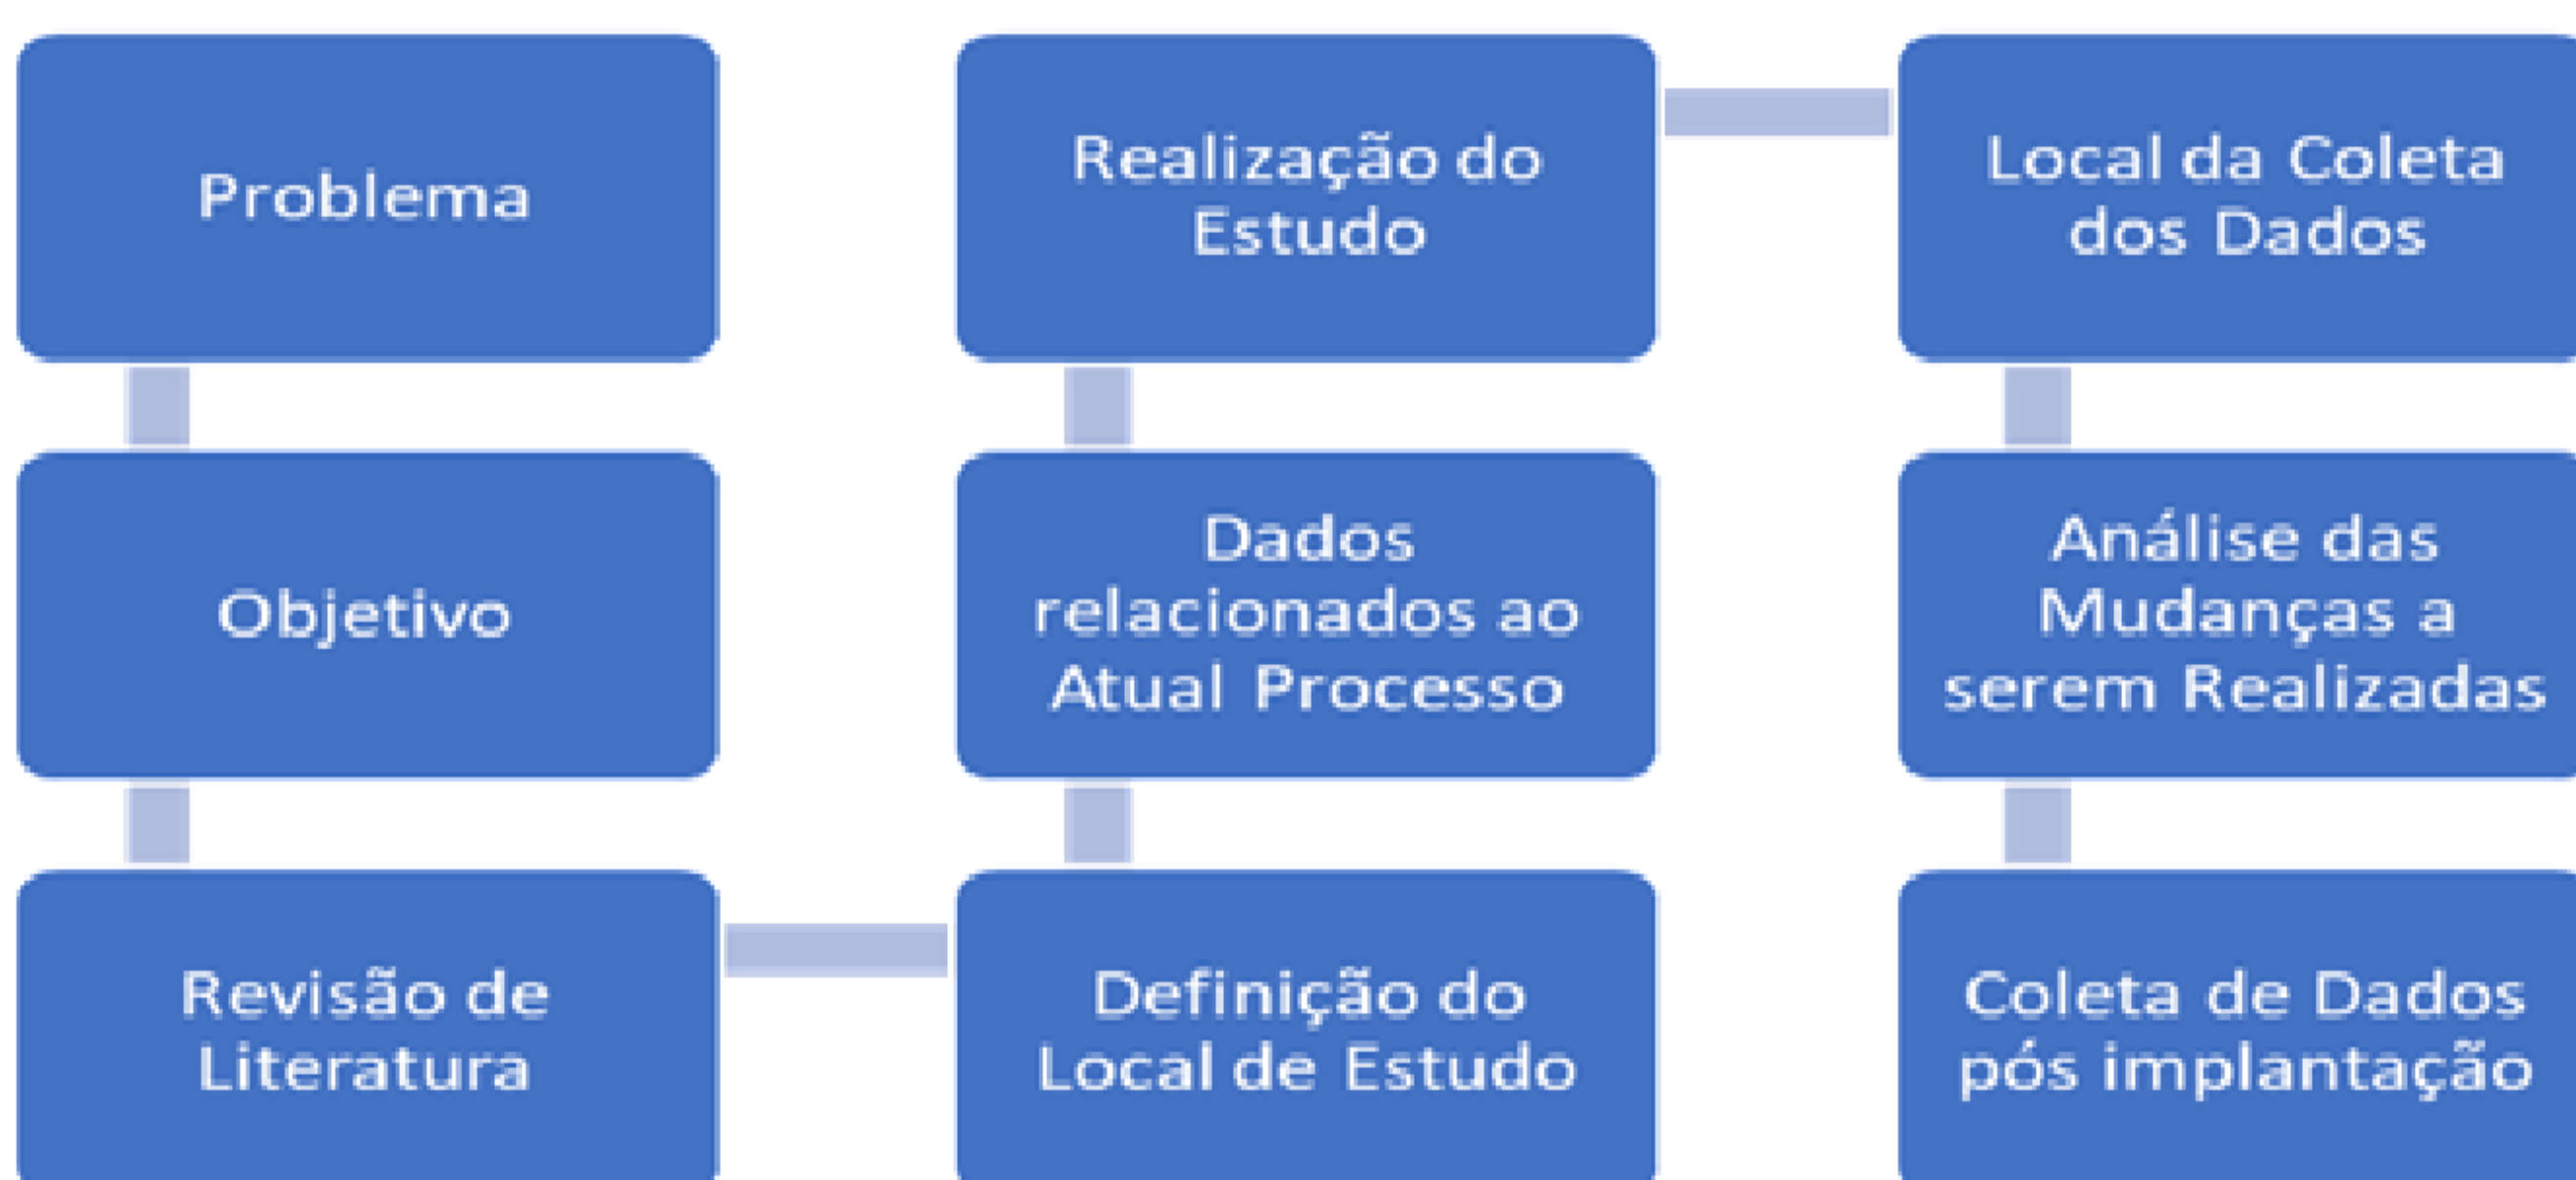 Problema
Objetivo
Revisão de
Literatura
Definição do
Local de Estudo
Dados
relacionados ao
Atual Processo
Realização do
Estudo
Local da Coleta
dos Dados
Análise das
Mudanças a
serem Realizadas
Coleta de Dados
pós implantação